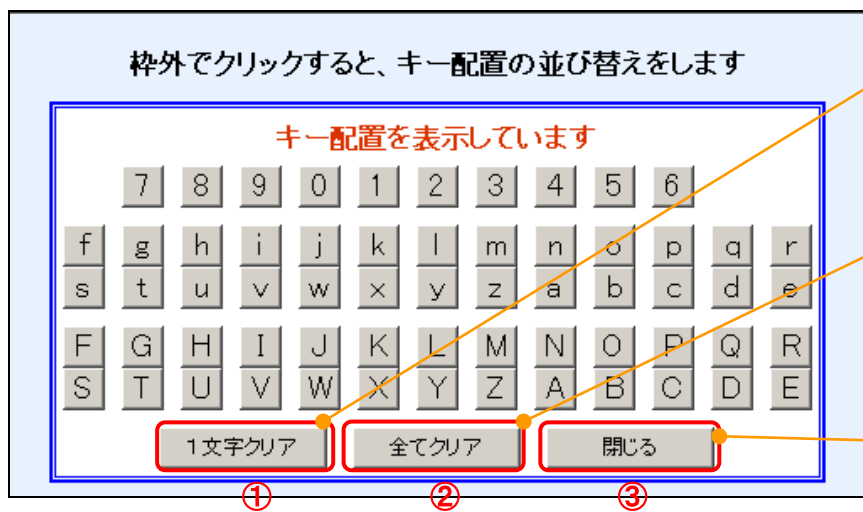 枠外でクリックすると、キー配置の並び替えをします
キー配置を表示しています
7 8 9 0 1 2 3 4 5 6
f g h i j k l m n o p q r
s t u v w x y z a b c d e
F G H I J K L M N O P Q R
S T U V W X Y Z A B C D E
1文字クリア 全てクリア 閉じる
① ② ③